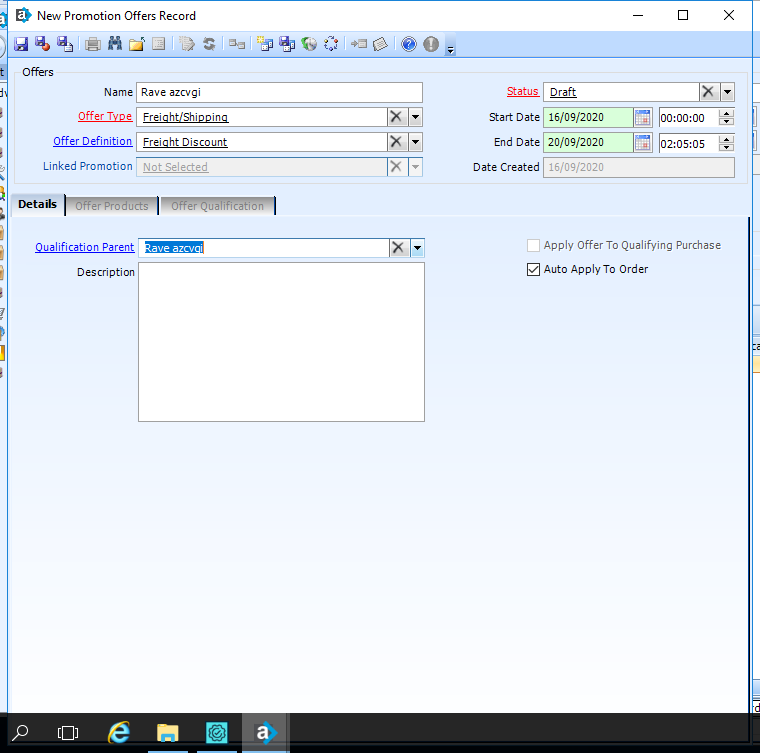 New Promotion Offers Record
Offers
Name Rave azcvgi
Status Draft
Offer Type Freight/Shipping
Start Date 16/09/2020 00:00:00
Offer Definition Freight Discount
End Date 20/09/2020 02:05:05
Linked Promotion Not Selected
Date Created 16/09/2020
Details Offer Products Offer Qualification
Qualification Parent Rave azcvgi
Apply Offer To Qualifying Purchase
Description
Auto Apply To Order